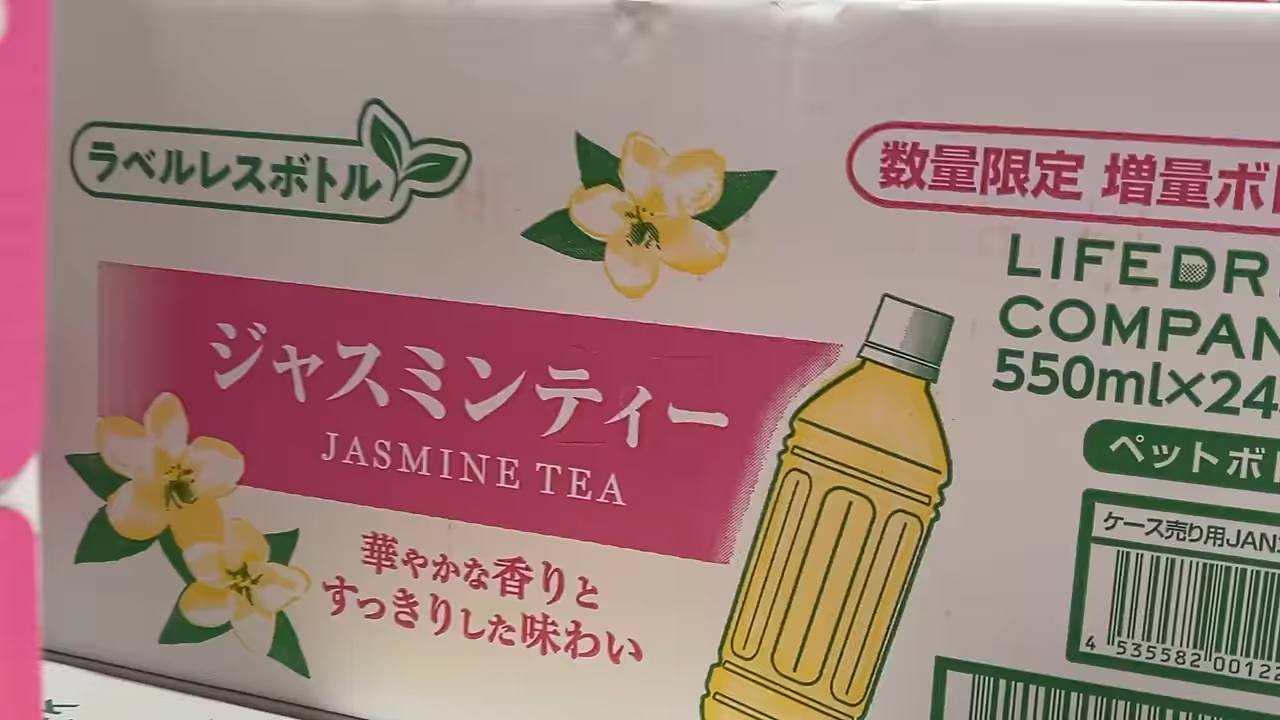 ラベルレスボトル
数量限定 増量ボ
LIFEDR
COMPAN
550ml×24
ペットボ
ジャスミンティー
JASMINE TEA
華やかな香りと
すっきりした味わい
ケース売り用JAN
4 535582 00122